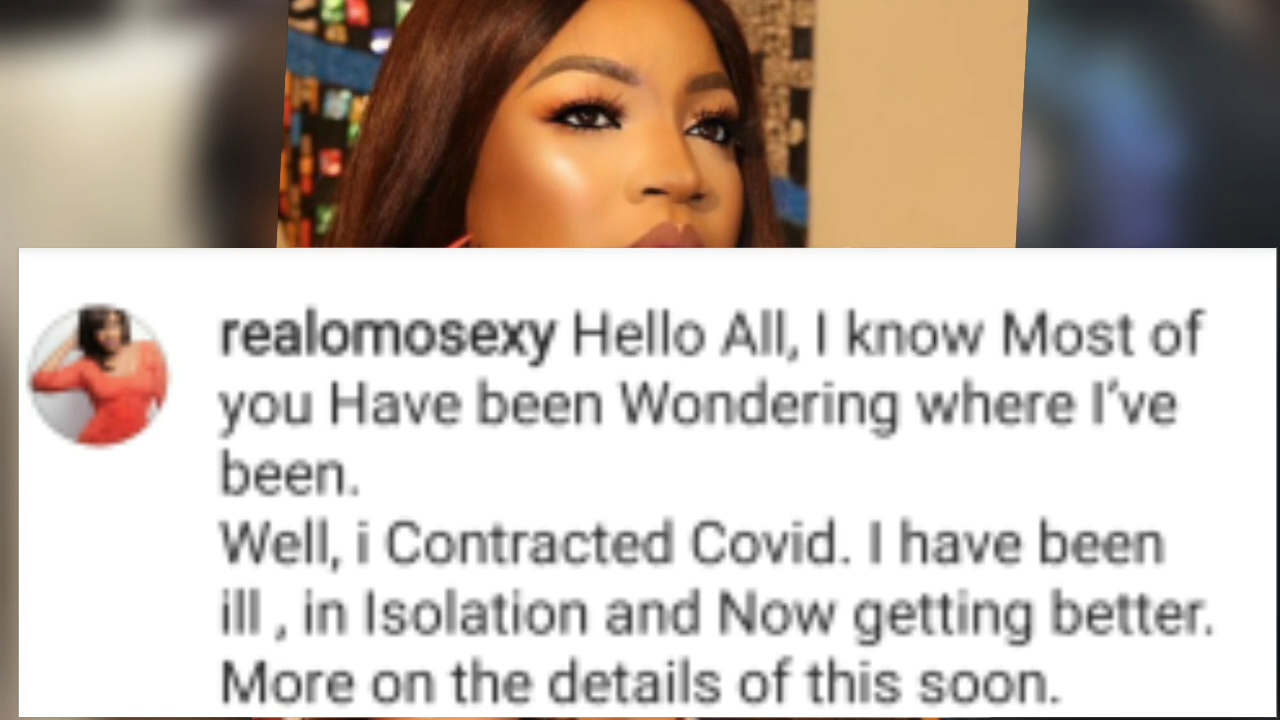 realomosexy Hello All, I know Most of
you Have been Wondering where I've
been.
Well, i Contracted Covid. I have been
ill , in Isolation and Now getting better.
More on the details of this soon.